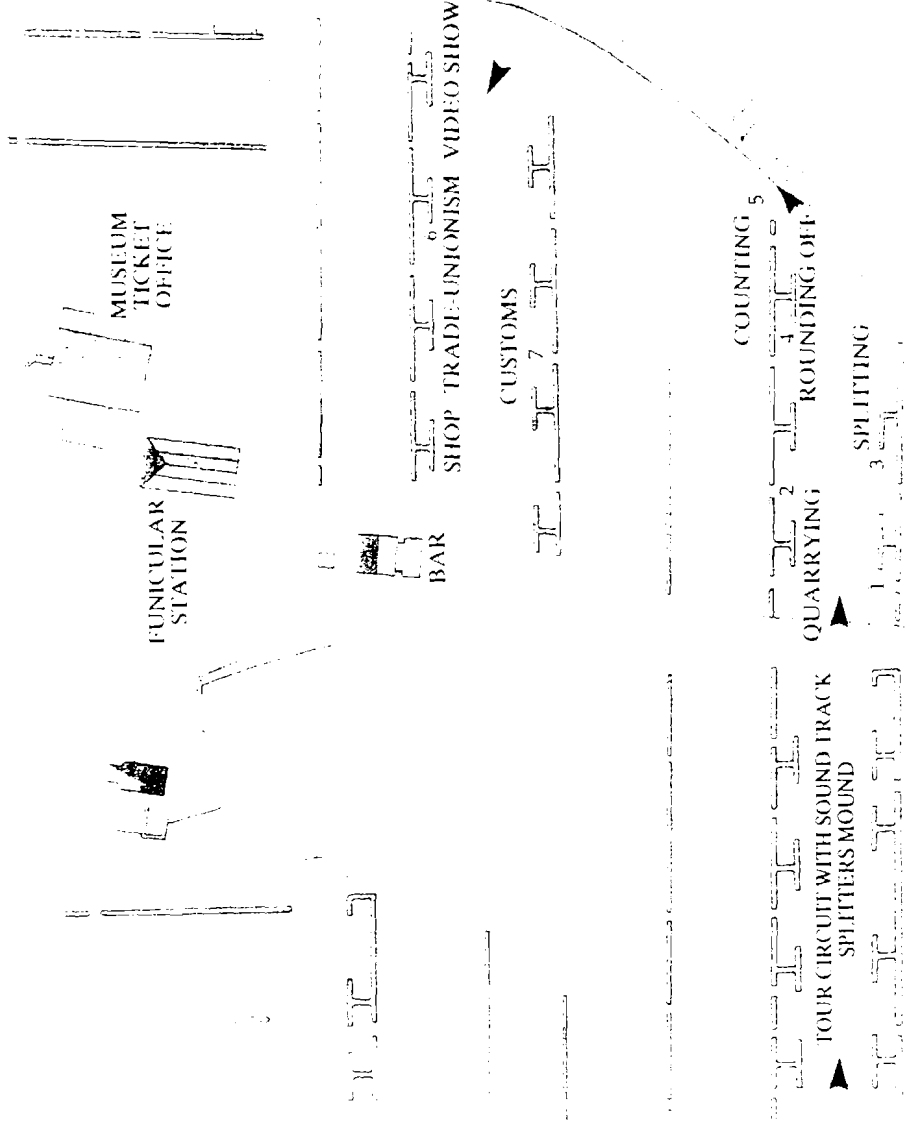 MUSEUM
TICKET
OFFICE
FUNICULAR
STATION
BAR
SHOP TRADE-UNIONISM VIDEO SHOW
6
CUSTOMS
7
COUNTING
5
4
ROUNDING OFF
2
QUARRYING
SPLITTING
1 3
TOUR CIRCUIT WITH SOUND TRACK
SPLITTERS MOUND